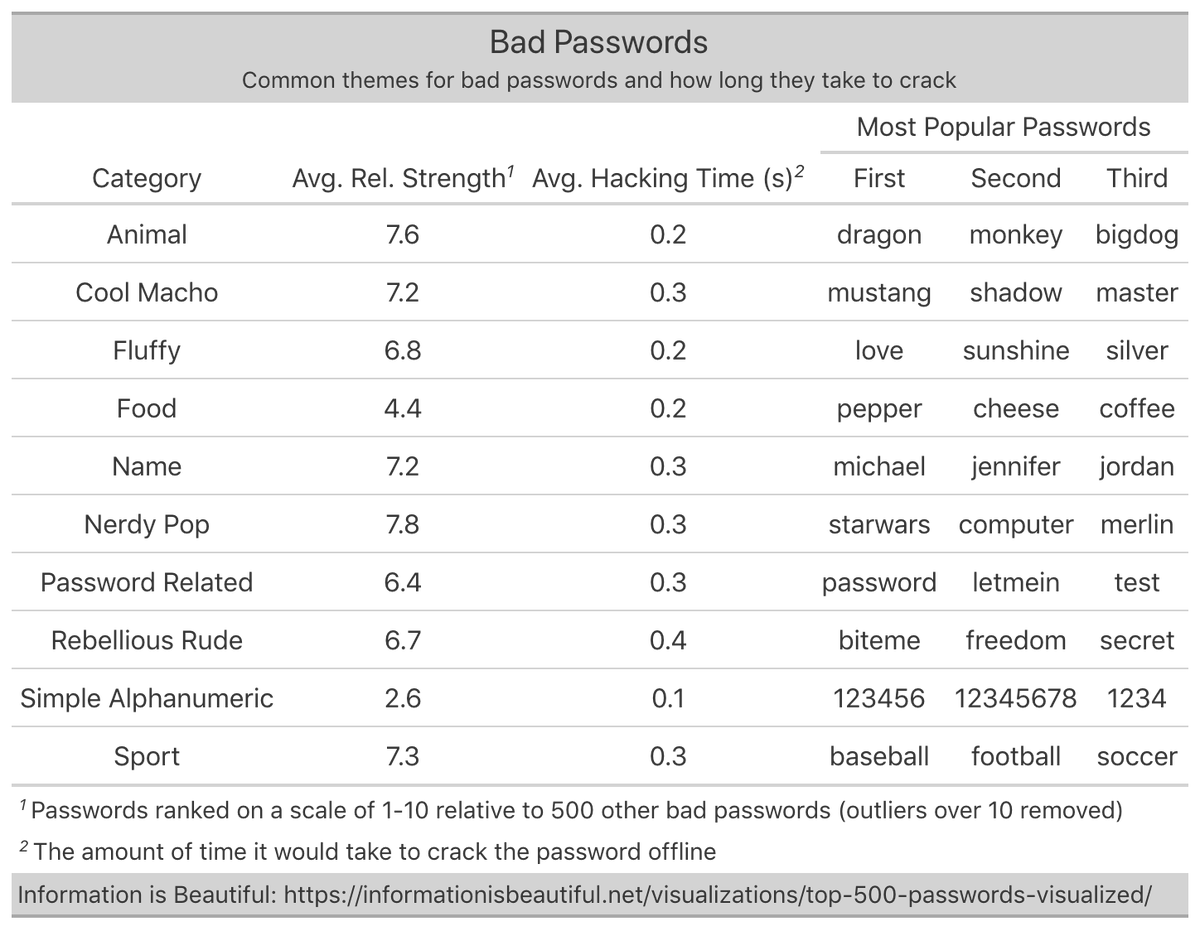 Bad Passwords
Common themes for bad passwords and how long they take to crack
Most Popular Passwords
Category Avg. Rel. Strength¹ Avg. Hacking Time (s)² First Second Third
Animal 7.6 0.2 dragon monkey bigdog
Cool Macho 7.2 0.3 mustang shadow master
Fluffy 6.8 0.2 love sunshine silver
Food 4.4 0.2 pepper cheese coffee
Name 7.2 0.3 michael jennifer jordan
Nerdy Pop 7.8 0.3 starwars computer merlin
Password Related 6.4 0.3 password letmein test
Rebellious Rude 6.7 0.4 biteme freedom secret
Simple Alphanumeric 2.6 0.1 123456 12345678 1234
Sport 7.3 0.3 baseball football soccer
¹ Passwords ranked on a scale of 1-10 relative to 500 other bad passwords (outliers over 10 removed)
² The amount of time it would take to crack the password offline
Information is Beautiful: https://informationisbeautiful.net/visualizations/top-500-passwords-visualized/